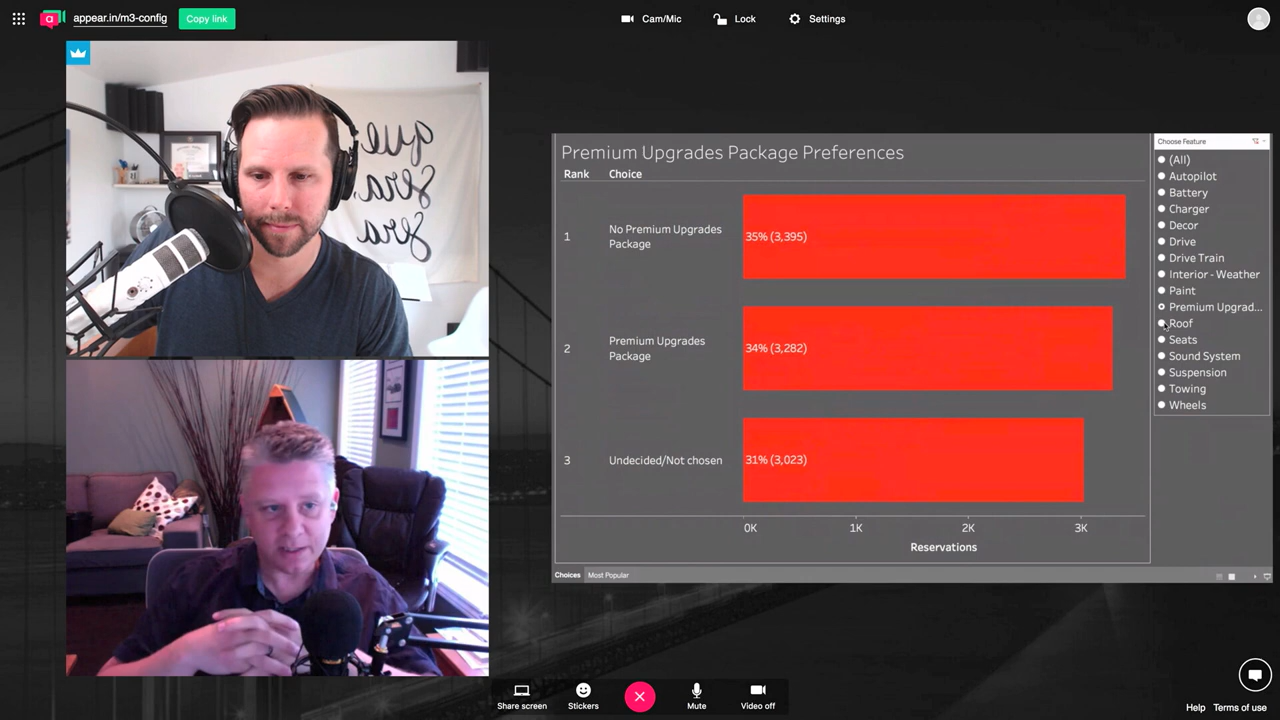 appear.in/m3-config
Copy link
Cam/Mic
Lock
Settings
que
sera,
sera
Premium Upgrades Package Preferences
Rank Choice
1 No Premium Upgrades
Package
35% (3,395)
2 Premium Upgrades
Package
34% (3,282)
3 Undecided/Not chosen
31% (3,023)
0K 1K 2K 3K
Reservations
Choices Most Popular
Choose Feature
(All)
Autopilot
Battery
Charger
Decor
Drive
Drive Train
Interior - Weather
Paint
Premium Upgrad...
Roof
Seats
Sound System
Suspension
Towing
Wheels
Share screen
Stickers
Mute
Video off
Help
Terms of use